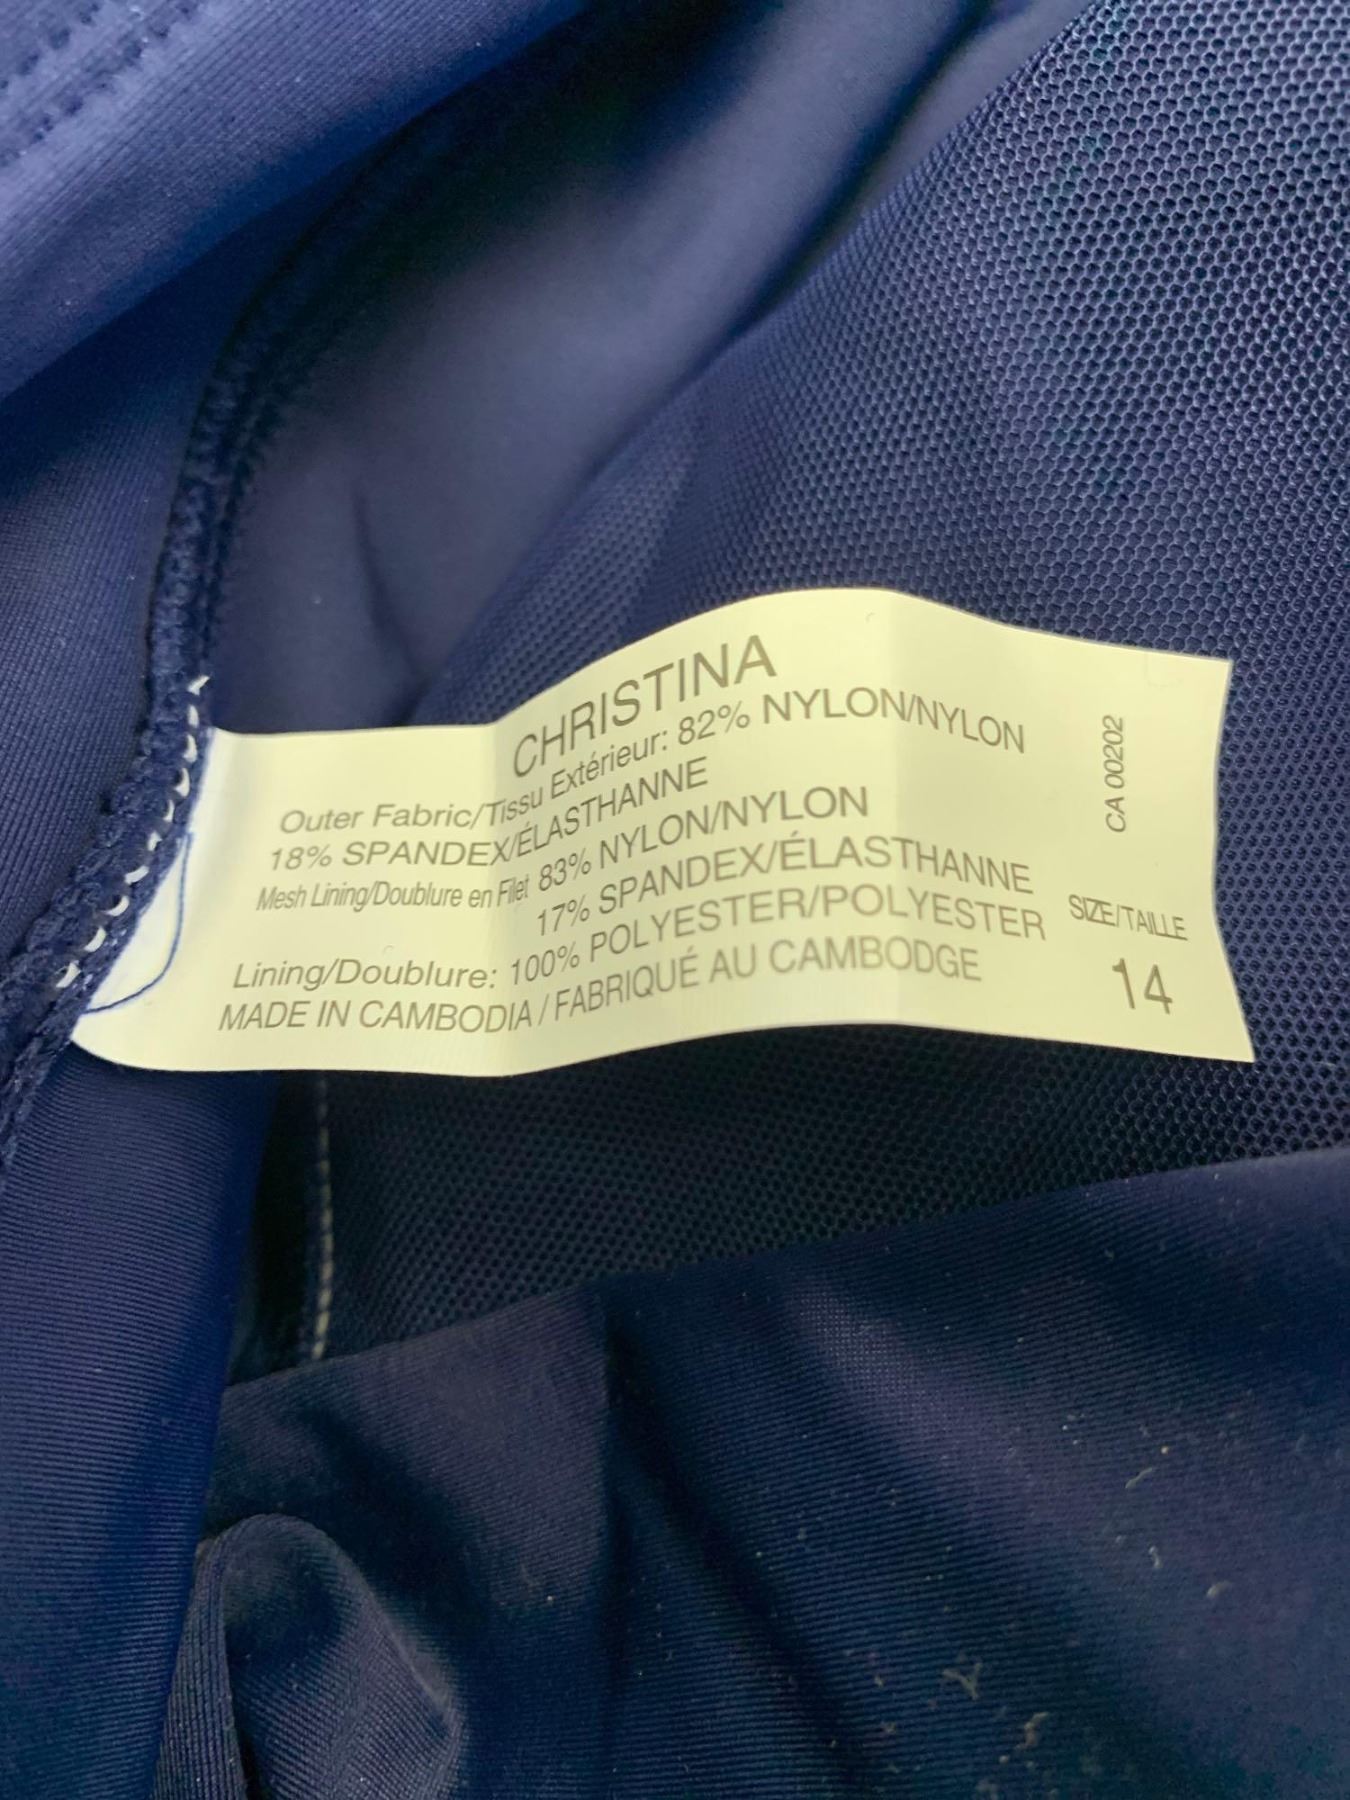 CHRISTINA
Outer Fabric/Tissu Extérieur: 82% NYLON/NYLON
18% SPANDEX/ÉLASTHANNE
Mesh Lining/Doublure en Filet 83% NYLON/NYLON
17% SPANDEX/ÉLASTHANNE
Lining/Doublure: 100% POLYESTER/POLYESTER
MADE IN CAMBODIA / FABRIQUÉ AU CAMBODGE
CA 00202
SIZE/TAILLE
14